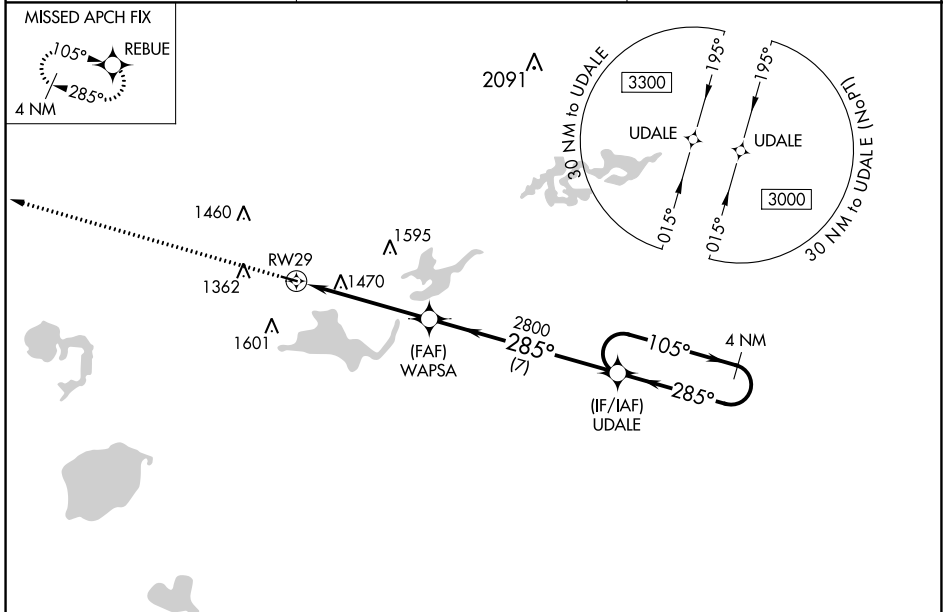 MISSED APCH FIX
105°
REBUE
285°
4 NM
2091
30 NM to UDALE
3300
195°
UDALE
015°
195°
UDALE
3000
015°
30 NM to UDALE (NoPT)
1460
1595
RW29
1362
1470
1601
(FAF)
WAPSA
2800
285°
(7)
105°
4 NM
285°
(IF/IAF)
UDALE